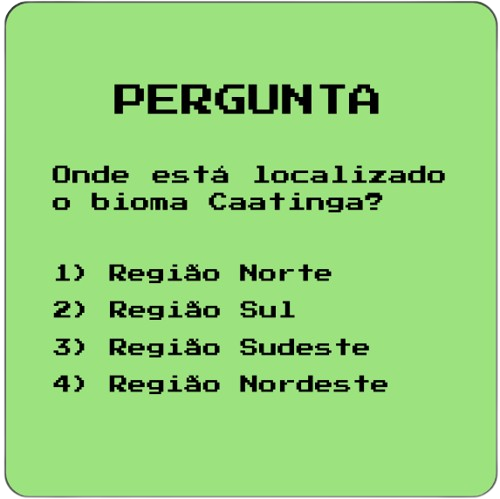 PERGUNTA
Onde está localizado
o bioma Caatinga?
1) Região Norte
2) Região Sul
3) Região Sudeste
4) Região Nordeste